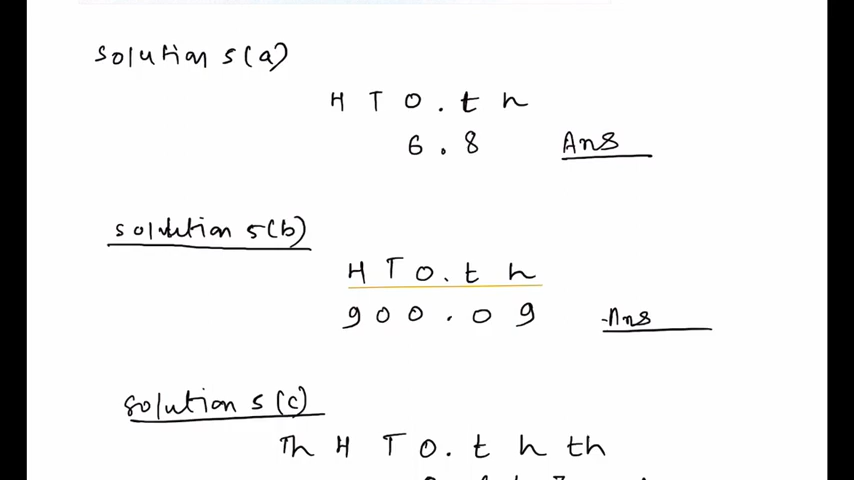 solution 5(a)
H T O . t h
6 . 8 Ans
solution 5(b)
H T O . t h
9 0 0 . 0 9 Ans
solution 5(c)
Th H T O . t h th